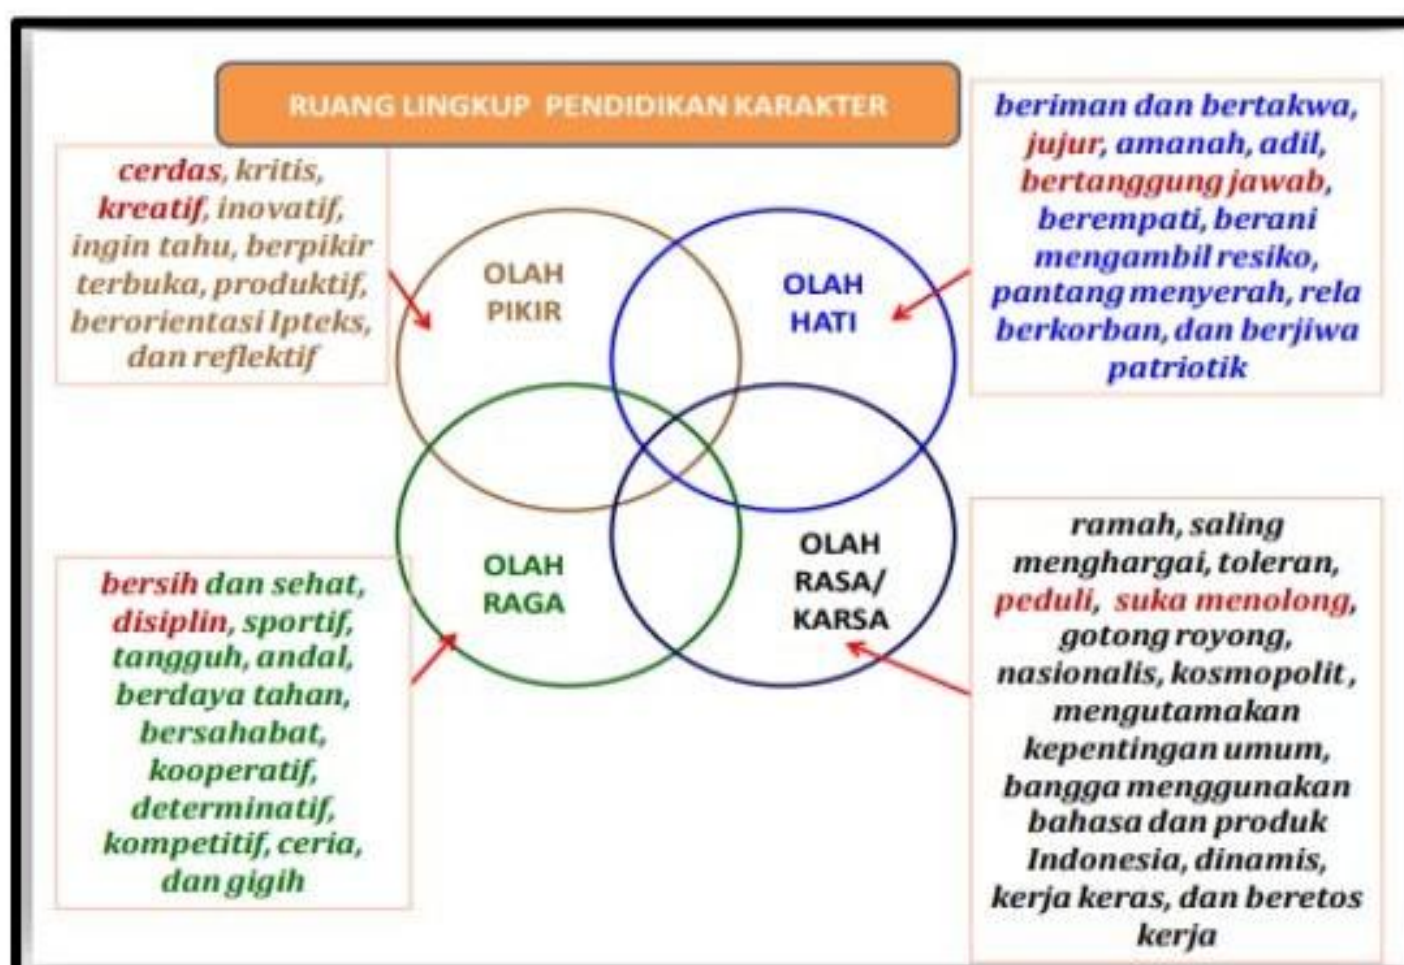 RUANG LINGKUP PENDIDIKAN KARAKTER
cerdas, kritis,
kreatif, inovatif,
ingin tahu, berpikir
terbuka, produktif,
berorientasi Ipteks,
dan reflektif
OLAH
PIKIR
OLAH
HATI
beriman dan bertakwa,
jujur, amanah, adil,
bertanggung jawab,
berempati, berani
mengambil resiko,
pantang menyerah, rela
berkorban, dan berjiwa
patriotik
bersih dan sehat,
disiplin, sportif,
tangguh, andal,
berdaya tahan,
bersahabat,
kooperatif,
determinatif,
kompetitif, ceria,
dan gigih
OLAH
RAGA
OLAH
RASA/
KARSA
ramah, saling
menghargai, toleran,
peduli, suka menolong,
gotong royong,
nasionalis, kosmopolit,
mengutamakan
kepentingan umum,
bangga menggunakan
bahasa dan produk
Indonesia, dinamis,
kerja keras, dan beretos
kerja